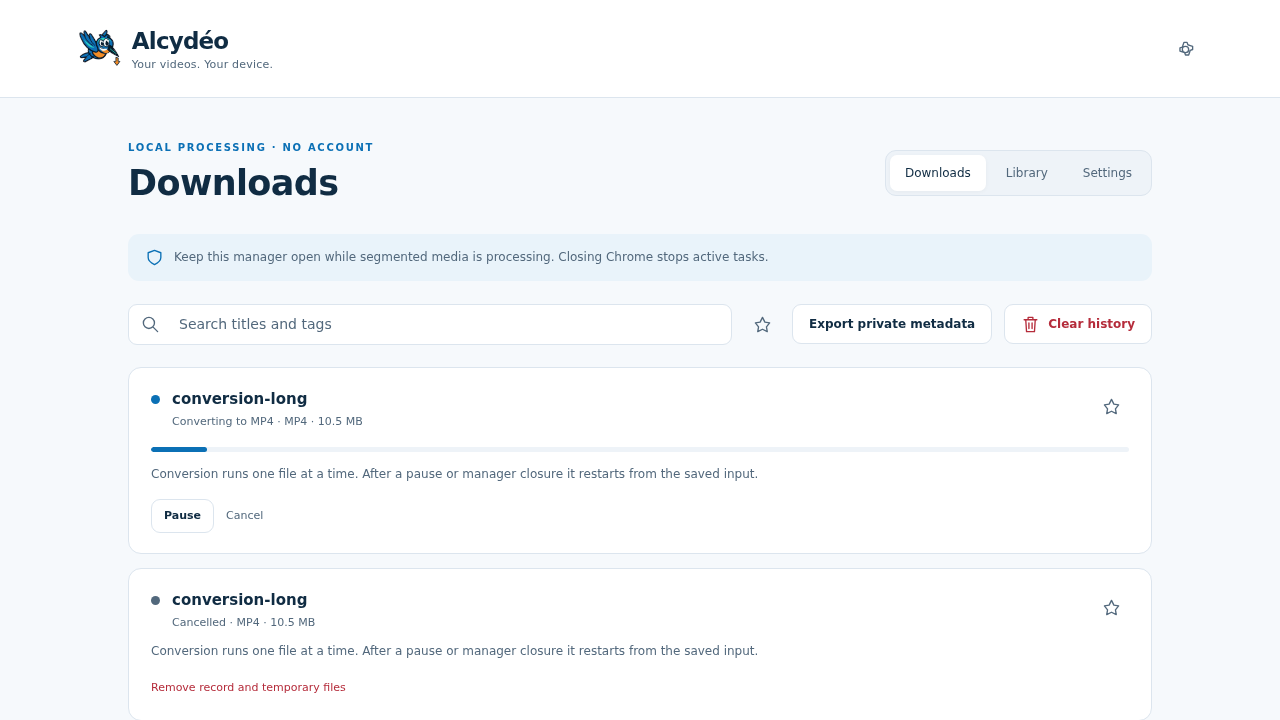 Alcydéo
Your videos. Your device.
LOCAL PROCESSING · NO ACCOUNT
Downloads
Downloads
Library
Settings
Keep this manager open while segmented media is processing. Closing Chrome stops active tasks.
Search titles and tags
Export private metadata
Clear history
conversion-long
Converting to MP4 · MP4 · 10.5 MB
Conversion runs one file at a time. After a pause or manager closure it restarts from the saved input.
Pause
Cancel
conversion-long
Cancelled · MP4 · 10.5 MB
Conversion runs one file at a time. After a pause or manager closure it restarts from the saved input.
Remove record and temporary files